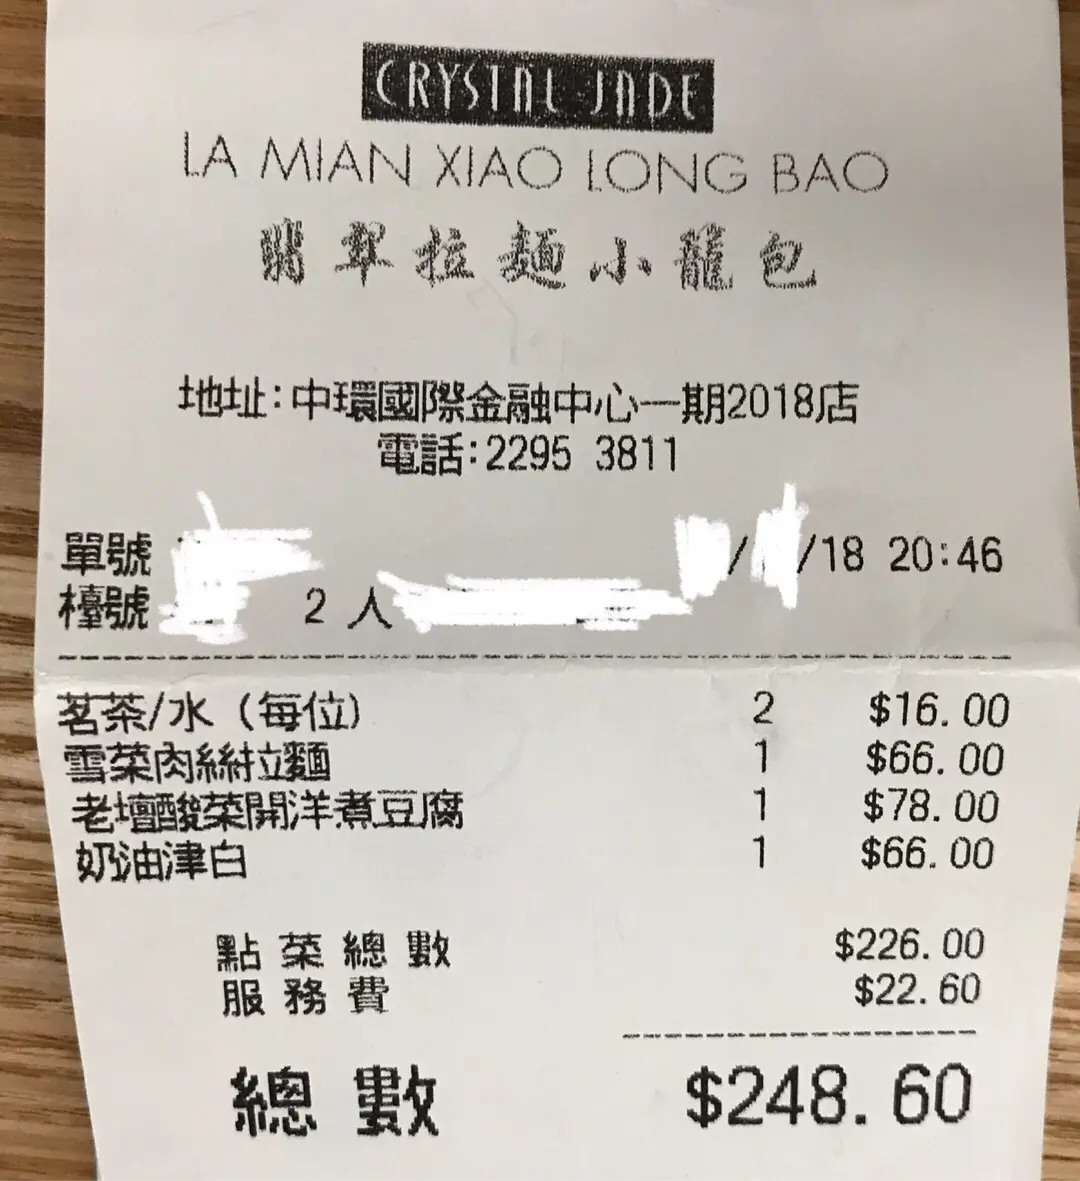 CRYSTAL JADE
LA MIAN XIAO LONG BAO
翡翠拉麵小籠包
地址:中環國際金融中心一期2018店
電話:2295 3811
單號 / /18 20:46
檯號 2 人
茗茶/水 (每位) 2 $16.00
雪菜肉絲拉麵 1 $66.00
老壇酸菜開洋煮豆腐 1 $78.00
奶油津白 1 $66.00
點菜總數 $226.00
服務費 $22.60
總數 $248.60